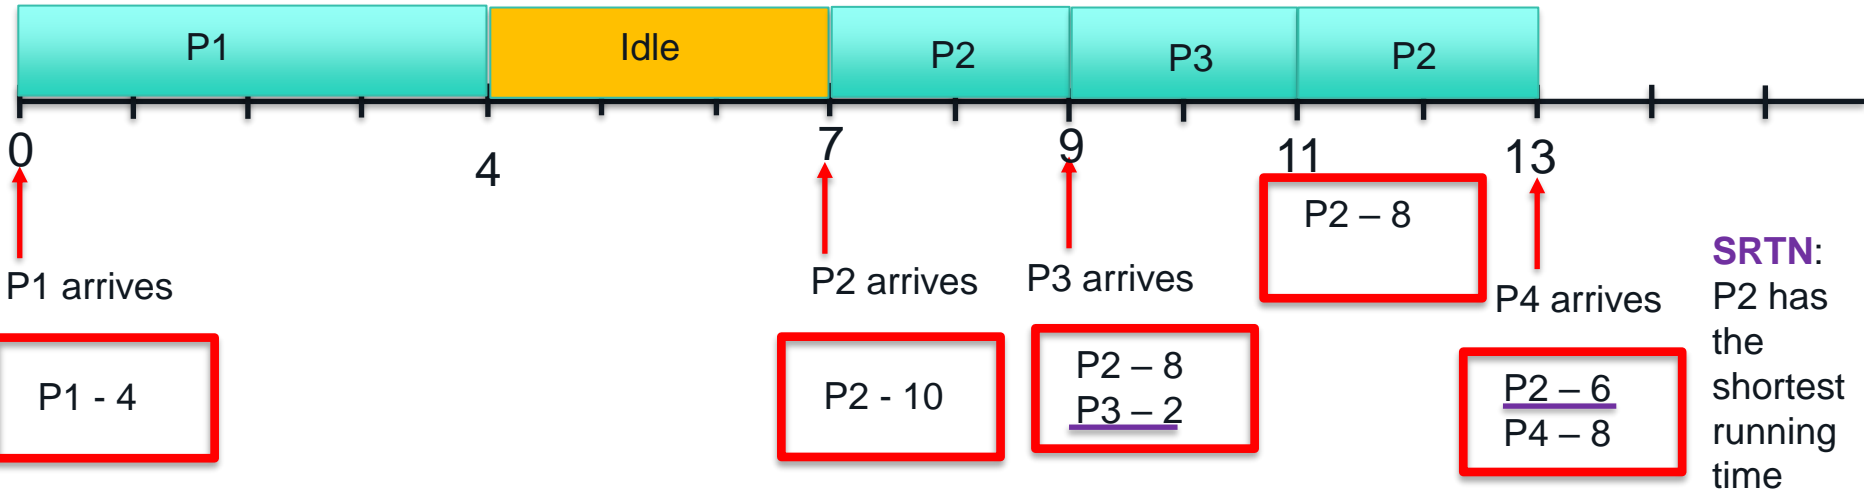 P1
Idle
P2
P3
P2
0
4
7
9
11
13
P1 arrives
P2 arrives
P3 arrives
P4 arrives
P1 - 4
P2 - 10
P2 – 8
P3 – 2
P2 – 8
P2 – 6
P4 – 8
SRTN:
P2 has
the
shortest
running
time